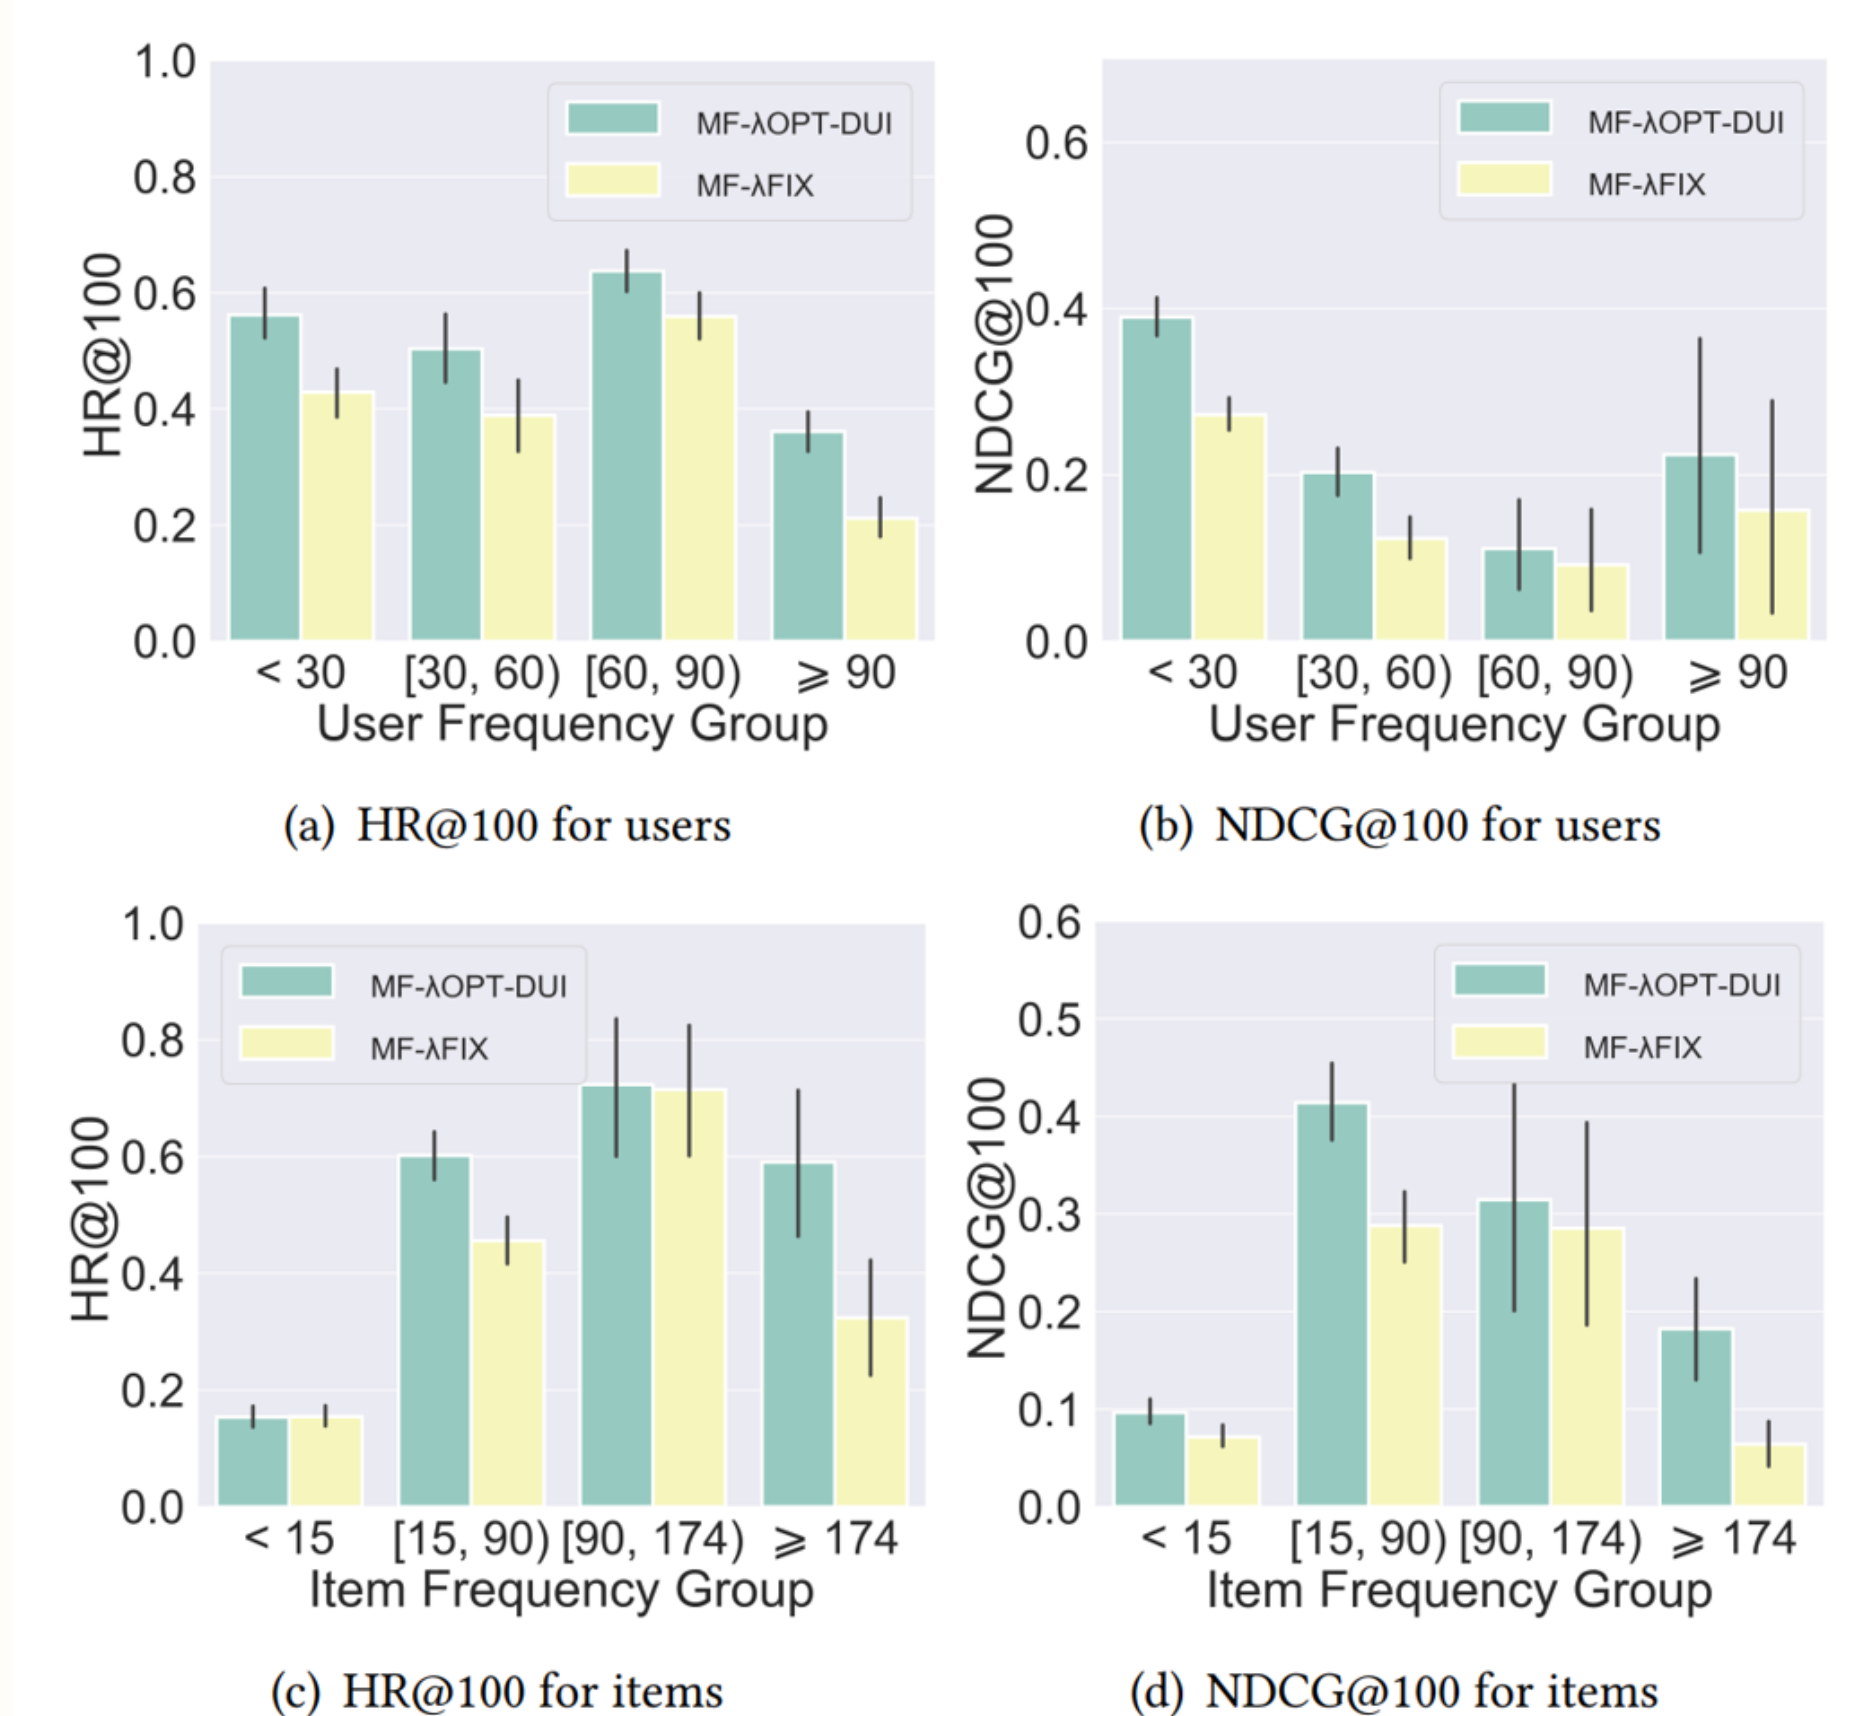 1.0
0.8
0.6
0.4
0.2
0.0
HR@100
MF-λOPT-DUI
MF-λFIX
< 30 [30, 60) [60, 90) ⩾ 90
User Frequency Group
(a) HR@100 for users
0.6
0.4
0.2
0.0
NDCG@100
MF-λOPT-DUI
MF-λFIX
< 30 [30, 60) [60, 90) ⩾ 90
User Frequency Group
(b) NDCG@100 for users
1.0
0.8
0.6
0.4
0.2
0.0
HR@100
MF-λOPT-DUI
MF-λFIX
< 15 [15, 90) [90, 174) ⩾ 174
Item Frequency Group
(c) HR@100 for items
0.6
0.5
0.4
0.3
0.2
0.1
0.0
NDCG@100
MF-λOPT-DUI
MF-λFIX
< 15 [15, 90) [90, 174) ⩾ 174
Item Frequency Group
(d) NDCG@100 for items